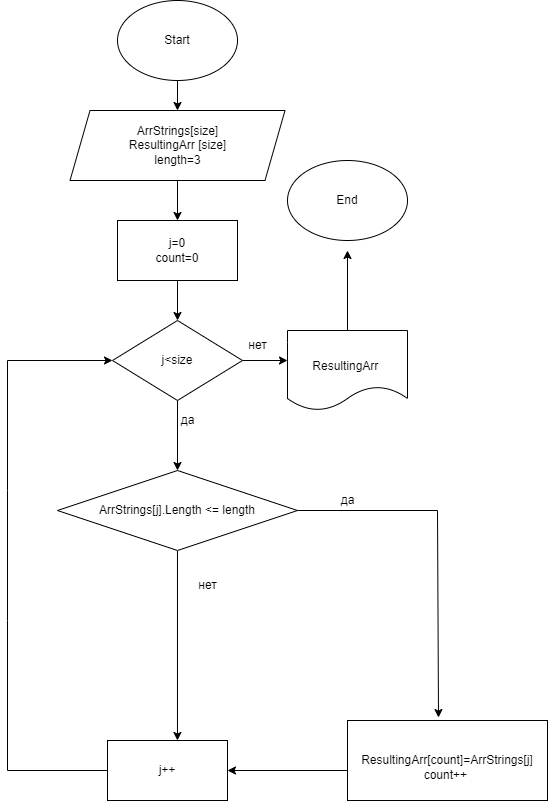 Start
ArrStrings[size]
ResultingArr [size]
length=3
End
j=0
count=0
j<size
нет
ResultingArr
да
ArrStrings[j].Length <= length
да
нет
j++
ResultingArr[count]=ArrStrings[j]
count++